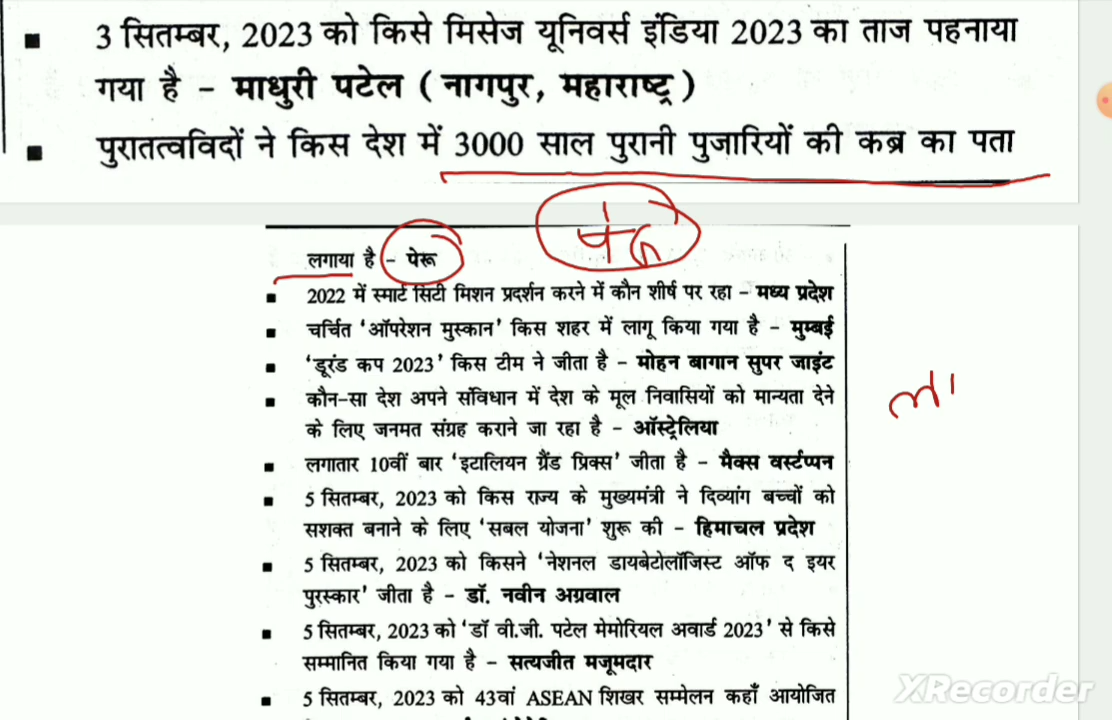 ▪ 3 सितम्बर, 2023 को किसे मिसेज यूनिवर्स इंडिया 2023 का ताज पहनाया
गया है – माधुरी पटेल ( नागपुर, महाराष्ट्र )
▪ पुरातत्वविदों ने किस देश में 3000 साल पुरानी पुजारियों की कब्र का पता
लगाया है – पेरू
▪ 2022 में स्मार्ट सिटी मिशन प्रदर्शन करने में कौन शीर्ष पर रहा – मध्य प्रदेश
▪ चर्चित ‘ऑपरेशन मुस्कान’ किस शहर में लागू किया गया है – मुम्बई
▪ ‘डूरंड कप 2023’ किस टीम ने जीता है – मोहन बागान सुपर जाइंट
▪ कौन-सा देश अपने संविधान में देश के मूल निवासियों को मान्यता देने
के लिए जनमत संग्रह कराने जा रहा है – ऑस्ट्रेलिया
▪ लगातार 10वीं बार ‘इटालियन ग्रैंड प्रिक्स’ जीता है – मैक्स वर्स्टप्पन
▪ 5 सितम्बर, 2023 को किस राज्य के मुख्यमंत्री ने दिव्यांग बच्चों को
सशक्त बनाने के लिए ‘सबल योजना’ शुरू की – हिमाचल प्रदेश
▪ 5 सितम्बर, 2023 को किसने ‘नेशनल डायबेटोलॉजिस्ट ऑफ द इयर
पुरस्कार’ जीता है – डॉ. नवीन अग्रवाल
▪ 5 सितम्बर, 2023 को ‘डॉ वी.जी. पटेल मेमोरियल अवार्ड 2023’ से किसे
सम्मानित किया गया है – सत्यजीत मजूमदार
▪ 5 सितम्बर, 2023 को 43वां ASEAN शिखर सम्मेलन कहाँ आयोजित
XRecorder